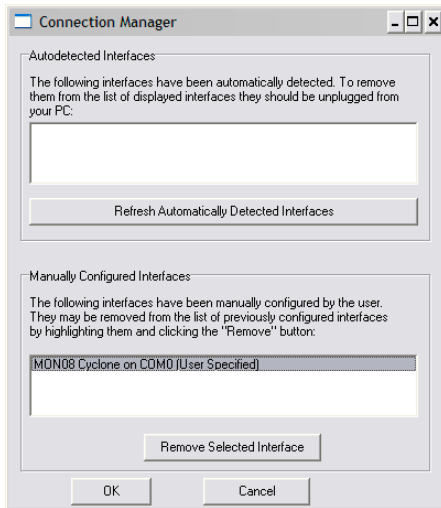 Connection Manager
Autodetected Interfaces
The following interfaces have been automatically detected. To remove
them from the list of displayed interfaces they should be unplugged from
your PC:
Refresh Automatically Detected Interfaces
Manually Configured Interfaces
The following interfaces have been manually configured by the user.
They may be removed from the list of previously configured interfaces
by highlighting them and clicking the "Remove" button:
MON08 Cyclone on COM0 (User Specified)
Remove Selected Interface
OK Cancel